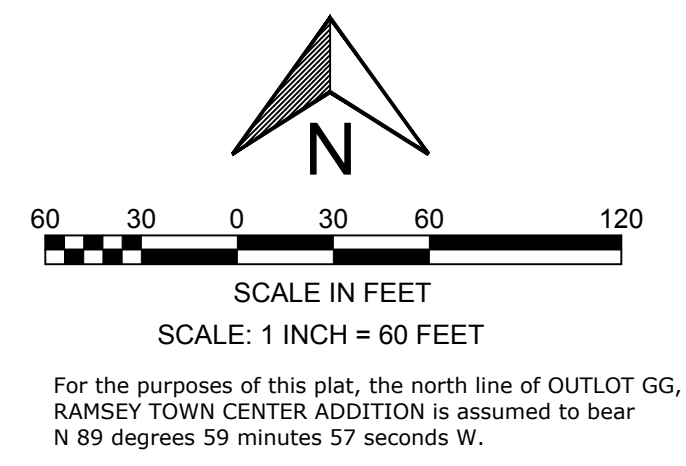 N
60 30 0 30 60 120
SCALE IN FEET
SCALE: 1 INCH = 60 FEET
For the purposes of this plat, the north line of OUTLOT GG,
RAMSEY TOWN CENTER ADDITION is assumed to bear
N 89 degrees 59 minutes 57 seconds W.